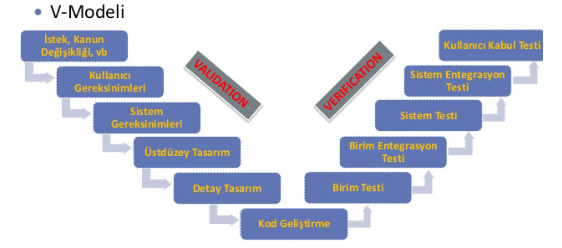 • V-Modeli
İstek, Kanun
Değişikliği, vb
Kullanıcı
Gereksinimleri
Sistem
Gereksinimleri
Üstdüzey Tasarım
Detay Tasarım
Kod Geliştirme
VALIDATION
VERIFICATION
Kullanıcı Kabul Testi
Sistem Entegrasyon
Testi
Sistem Testi
Birim Entegrasyon
Testi
Birim Testi